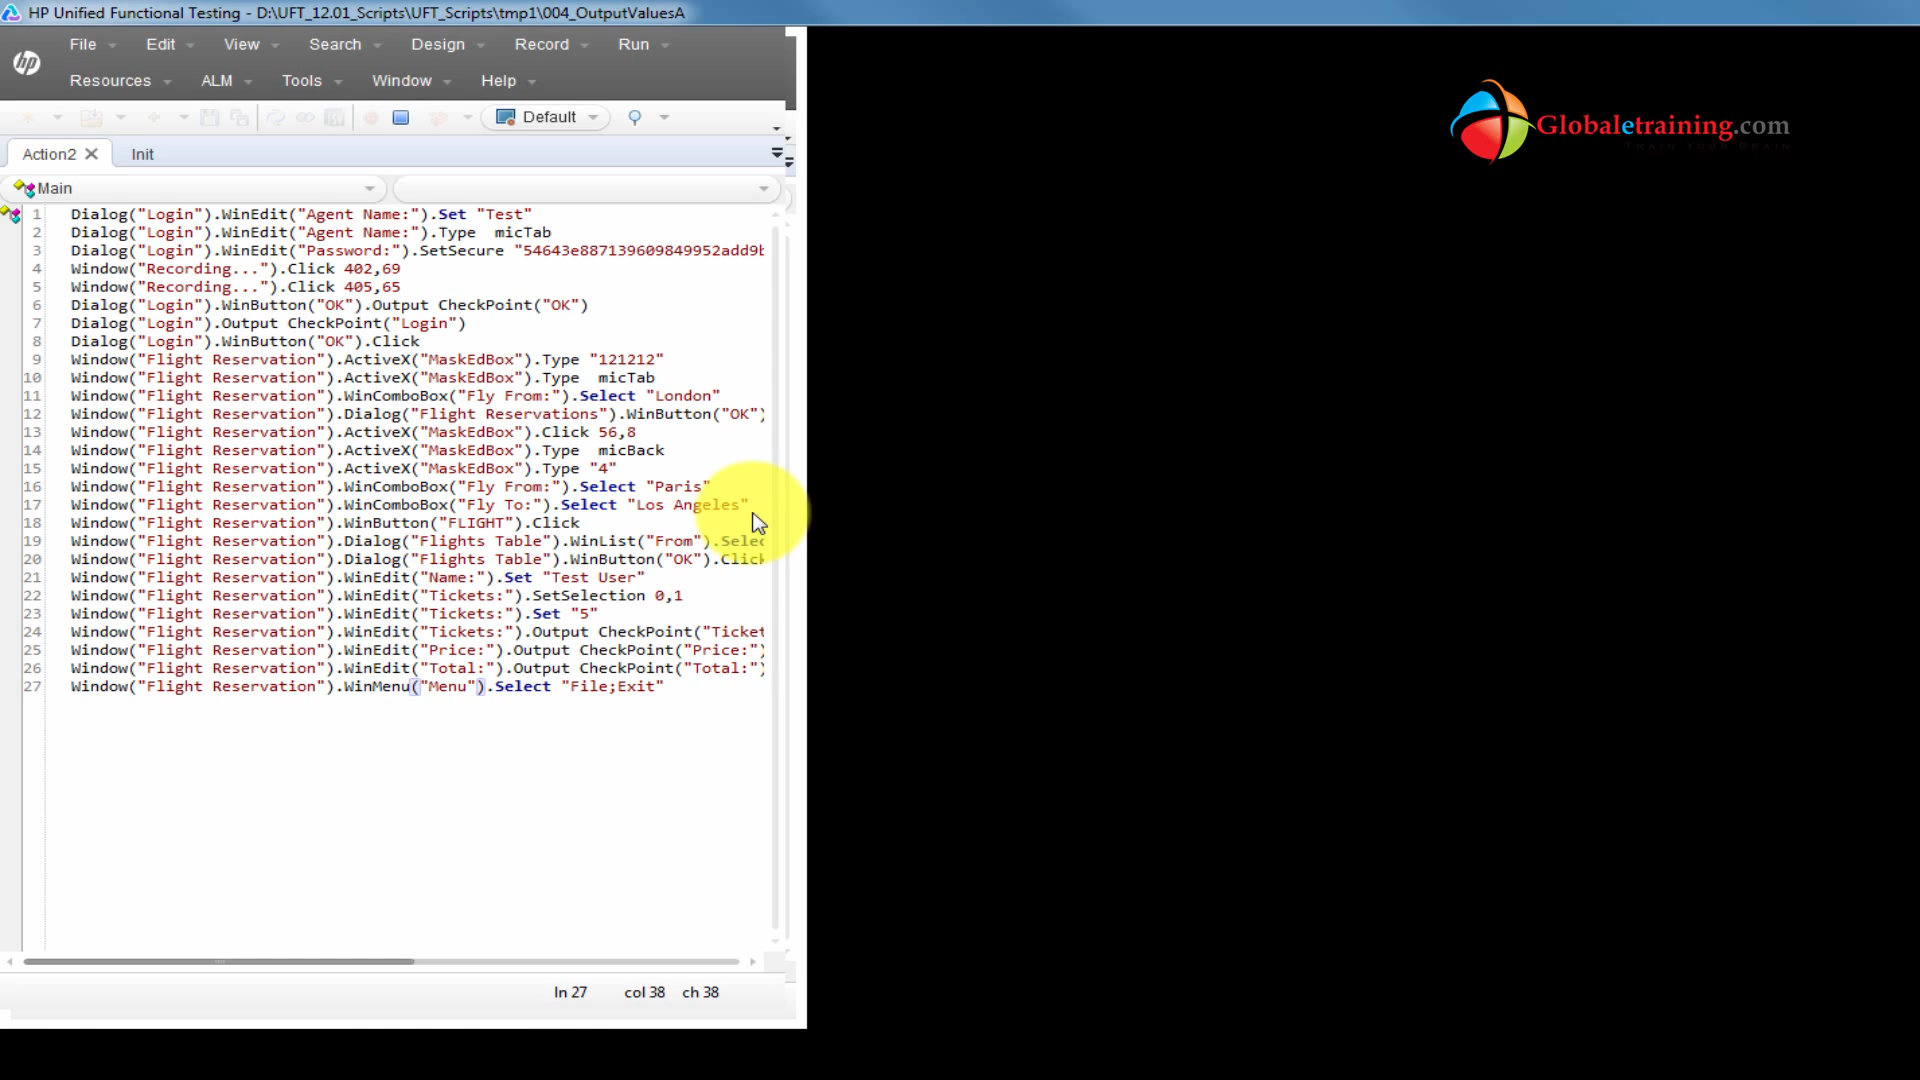 HP Unified Functional Testing - D:\UFT_12.01_Scripts\UFT_Scripts\tmp1\004_OutputValuesA
hp
File Edit View Search Design Record Run
Resources ALM Tools Window Help
Default
Action2 Init
Main
1 Dialog("Login").WinEdit("Agent Name:").Set "Test"
2 Dialog("Login").WinEdit("Agent Name:").Type  micTab
3 Dialog("Login").WinEdit("Password:").SetSecure "54643e887139609849952add9b
4 Window("Recording...").Click 402,69
5 Window("Recording...").Click 405,65
6 Dialog("Login").WinButton("OK").Output CheckPoint("OK")
7 Dialog("Login").Output CheckPoint("Login")
8 Dialog("Login").WinButton("OK").Click
9 Window("Flight Reservation").ActiveX("MaskEdBox").Type "121212"
10 Window("Flight Reservation").ActiveX("MaskEdBox").Type  micTab
11 Window("Flight Reservation").WinComboBox("Fly From:").Select "London"
12 Window("Flight Reservation").Dialog("Flight Reservations").WinButton("OK")
13 Window("Flight Reservation").ActiveX("MaskEdBox").Click 56,8
14 Window("Flight Reservation").ActiveX("MaskEdBox").Type  micBack
15 Window("Flight Reservation").ActiveX("MaskEdBox").Type "4"
16 Window("Flight Reservation").WinComboBox("Fly From:").Select "Paris"
17 Window("Flight Reservation").WinComboBox("Fly To:").Select "Los Angeles"
18 Window("Flight Reservation").WinButton("FLIGHT").Click
19 Window("Flight Reservation").Dialog("Flights Table").WinList("From").Selec
20 Window("Flight Reservation").Dialog("Flights Table").WinButton("OK").Click
21 Window("Flight Reservation").WinEdit("Name:").Set "Test User"
22 Window("Flight Reservation").WinEdit("Tickets:").SetSelection 0,1
23 Window("Flight Reservation").WinEdit("Tickets:").Set "5"
24 Window("Flight Reservation").WinEdit("Tickets:").Output CheckPoint("Ticket
25 Window("Flight Reservation").WinEdit("Price:").Output CheckPoint("Price:")
26 Window("Flight Reservation").WinEdit("Total:").Output CheckPoint("Total:")
27 Window("Flight Reservation").WinMenu("Menu").Select "File;Exit"
ln 27 col 38 ch 38
Globaletraining.com
TRAIN YOUR BRAIN